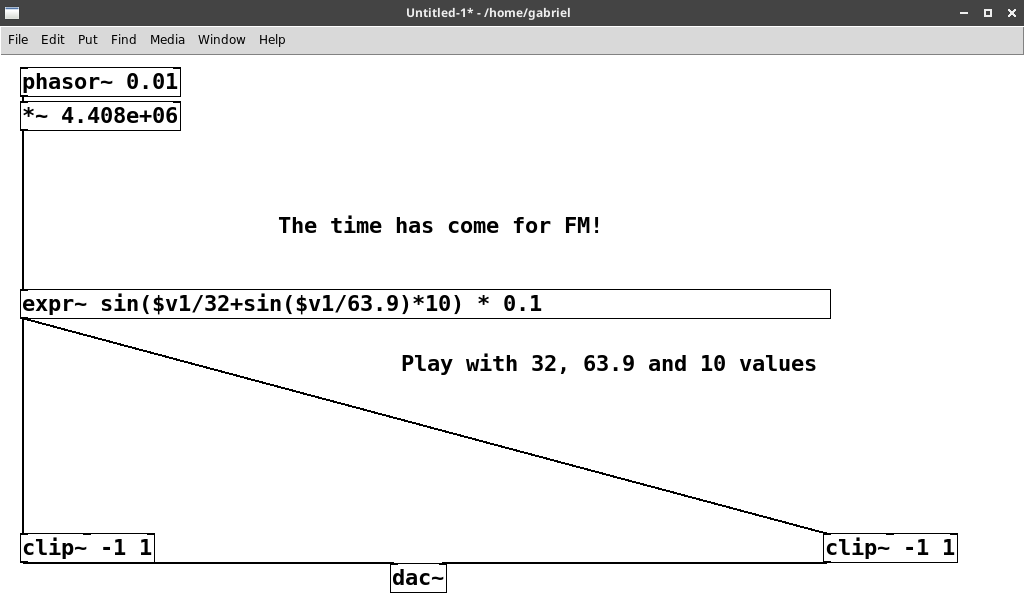 Untitled-1* - /home/gabriel
File Edit Put Find Media Window Help
phasor~ 0.01
*~ 4.408e+06
The time has come for FM!
expr~ sin($v1/32+sin($v1/63.9)*10) * 0.1
Play with 32, 63.9 and 10 values
clip~ -1 1
clip~ -1 1
dac~